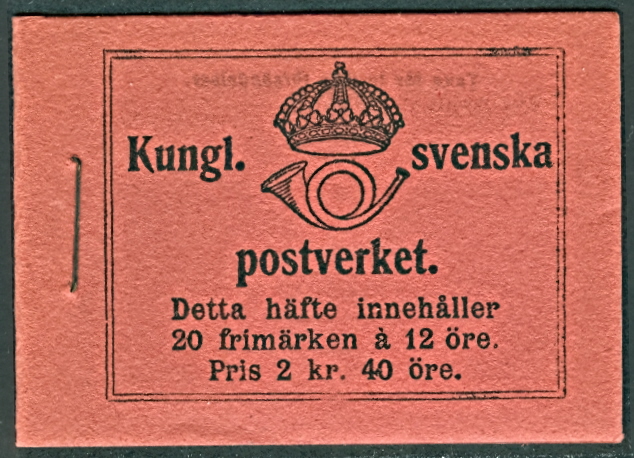 Kungl. svenska
postverket.
Detta häfte innehåller
20 frimärken à 12 öre.
Pris 2 kr. 40 öre.